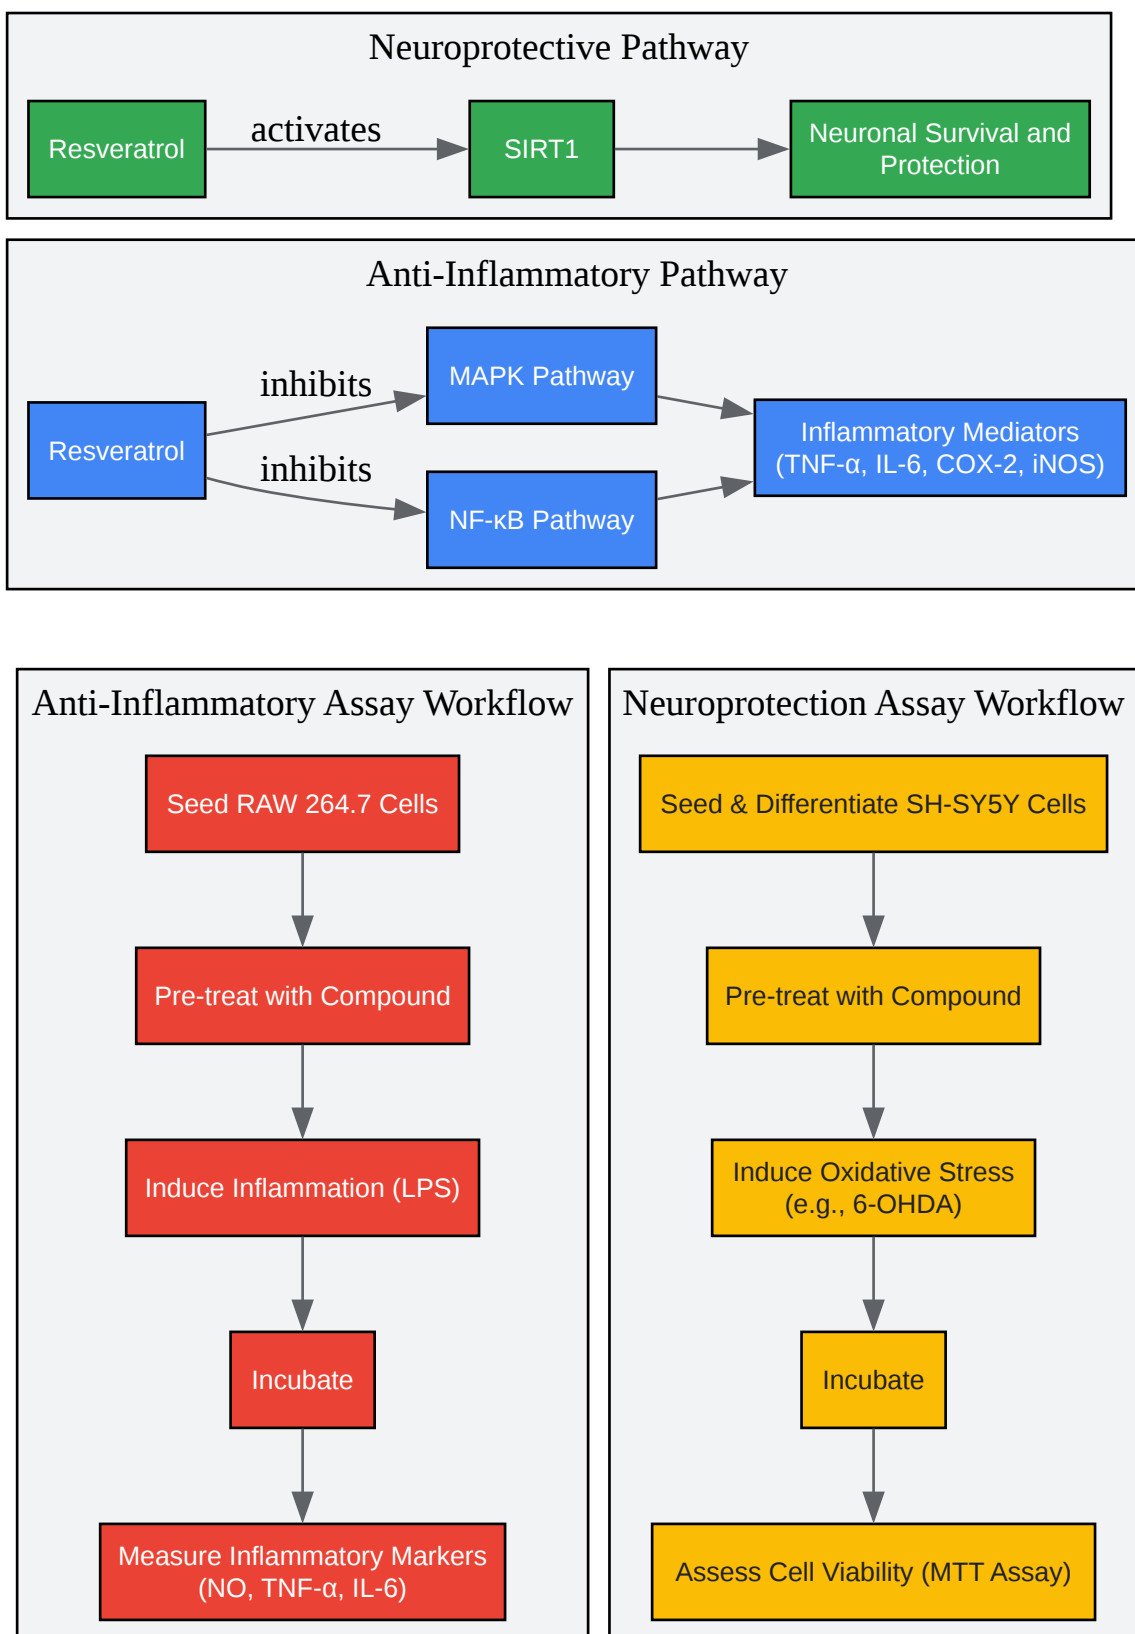 Neuroprotective Pathway
Resveratrol
activates
SIRT1
Neuronal Survival and
Protection
Anti-Inflammatory Pathway
Resveratrol
inhibits
inhibits
MAPK Pathway
NF-κB Pathway
Inflammatory Mediators
(TNF-α, IL-6, COX-2, iNOS)
Anti-Inflammatory Assay Workflow
Seed RAW 264.7 Cells
Pre-treat with Compound
Induce Inflammation (LPS)
Incubate
Measure Inflammatory Markers
(NO, TNF-α, IL-6)
Neuroprotection Assay Workflow
Seed & Differentiate SH-SY5Y Cells
Pre-treat with Compound
Induce Oxidative Stress
(e.g., 6-OHDA)
Incubate
Assess Cell Viability (MTT Assay)